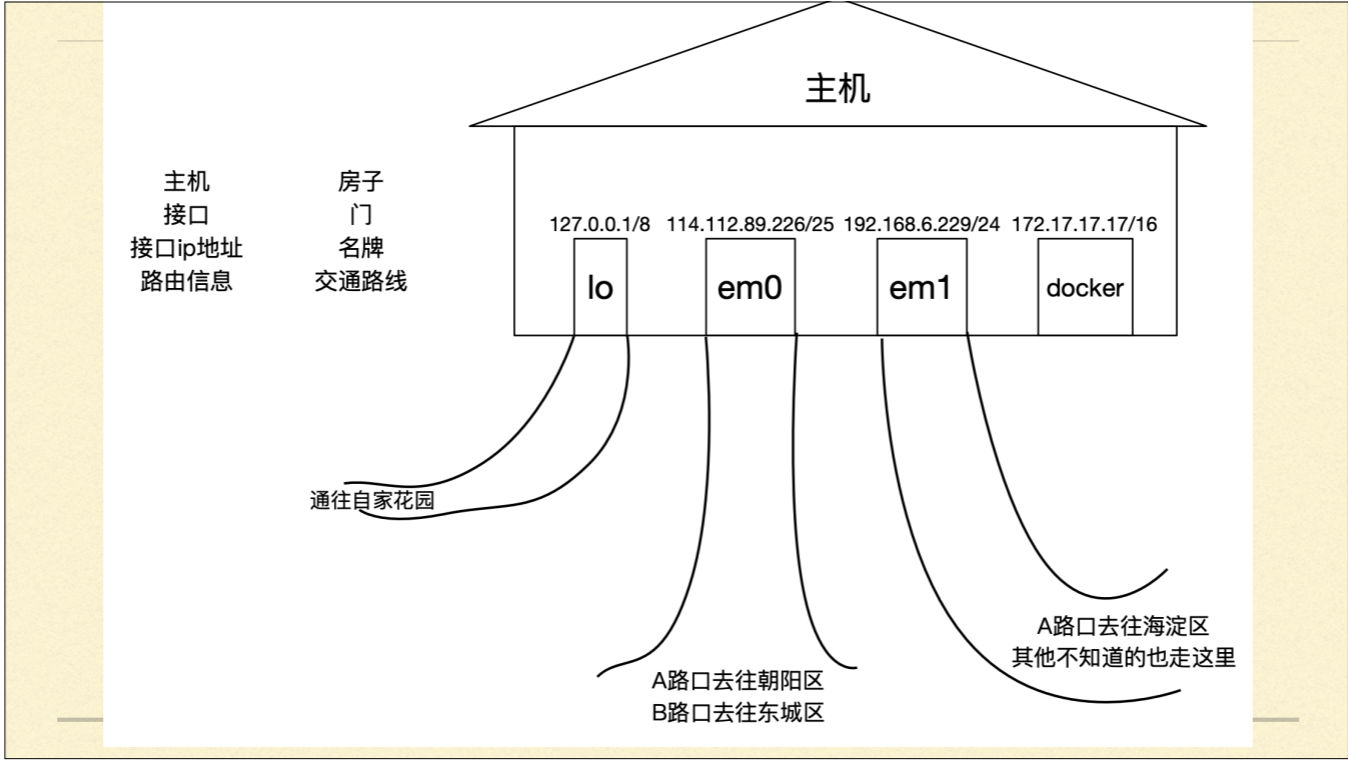 主机
主机 房子
接口 门
接口ip地址 名牌
路由信息 交通路线
127.0.0.1/8 114.112.89.226/25 192.168.6.229/24 172.17.17.17/16
lo em0 em1 docker
通往自家花园
A路口去往海淀区
其他不知道的也走这里
A路口去往朝阳区
B路口去往东城区